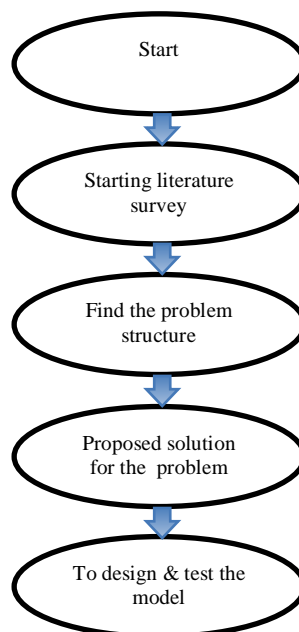 Start
Starting literature
survey
Find the problem
structure
Proposed solution
for the problem
To design & test the
model